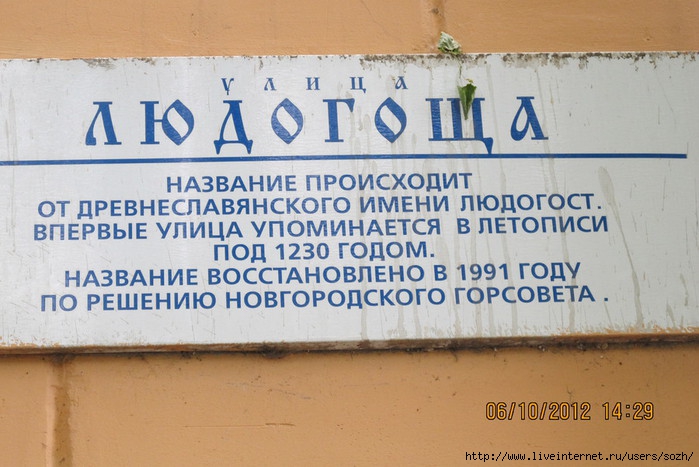 улица
ЛЮДОГОЩА
НАЗВАНИЕ ПРОИСХОДИТ
ОТ ДРЕВНЕСЛАВЯНСКОГО ИМЕНИ ЛЮДОГОСТ.
ВПЕРВЫЕ УЛИЦА УПОМИНАЕТСЯ В ЛЕТОПИСИ
ПОД 1230 ГОДОМ.
НАЗВАНИЕ ВОССТАНОВЛЕНО В 1991 ГОДУ
ПО РЕШЕНИЮ НОВГОРОДСКОГО ГОРСОВЕТА .
06/10/2012 14:29
http://www.liveinternet.ru/users/sozh/